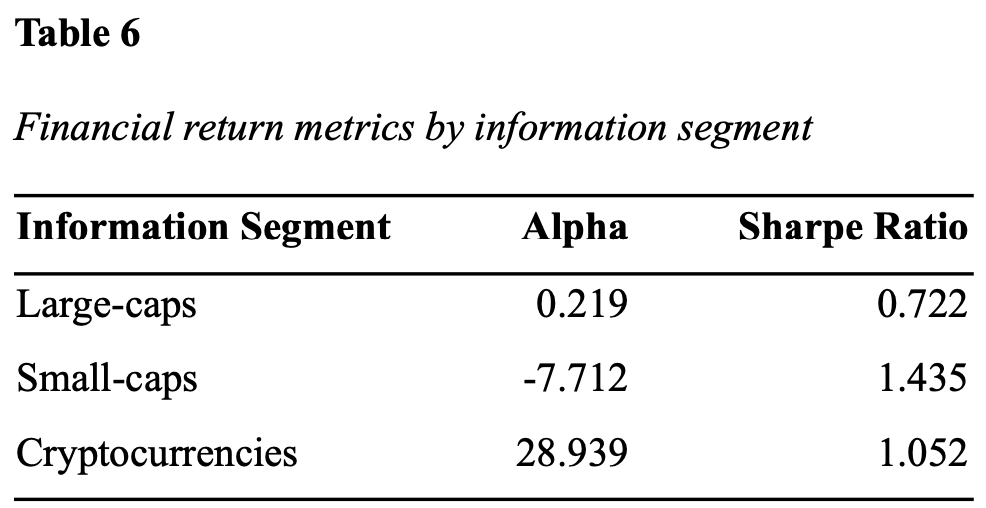 Table 6
Financial return metrics by information segment
Information Segment Alpha Sharpe Ratio
Large-caps 0.219 0.722
Small-caps -7.712 1.435
Cryptocurrencies 28.939 1.052